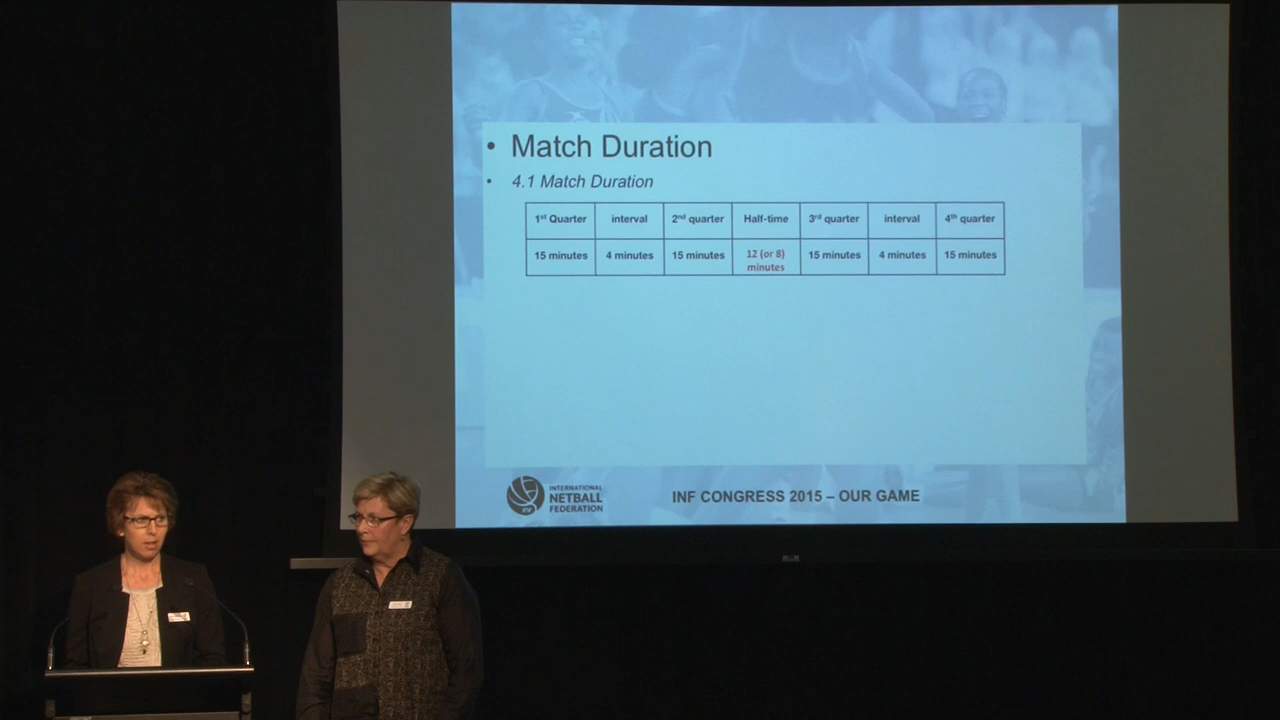 • Match Duration
• 4.1 Match Duration
1st Quarter interval 2nd quarter Half-time 3rd quarter interval 4th quarter
15 minutes 4 minutes 15 minutes 12 (or 8) minutes 15 minutes 4 minutes 15 minutes
INTERNATIONAL
NETBALL
FEDERATION
INF CONGRESS 2015 – OUR GAME